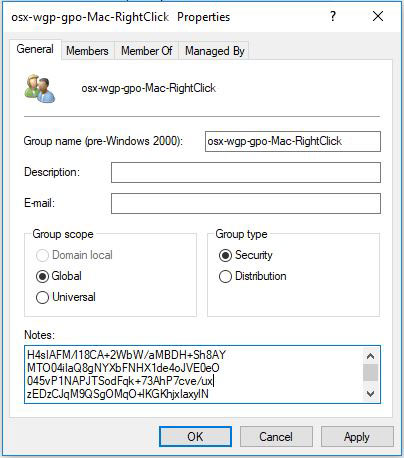 osx-wgp-gpo-Mac-RightClick Properties
General Members Member Of Managed By
osx-wgp-gpo-Mac-RightClick
Group name (pre-Windows 2000): osx-wgp-gpo-Mac-RightClick
Description:
E-mail:
Group scope
Domain local
Global
Universal
Group type
Security
Distribution
Notes:
H4sIAFM/I18CA+2WbW/aMBDH+Sh8AY
MTO04ilaQ8gNYXbFNHX1de4oJVE0eO
045vP1NAPJTSodFqk+73AhP7cve/ux
zEDzCJqM9QSgOMqO+IKGKhjxIaxyIN
OK Cancel Apply